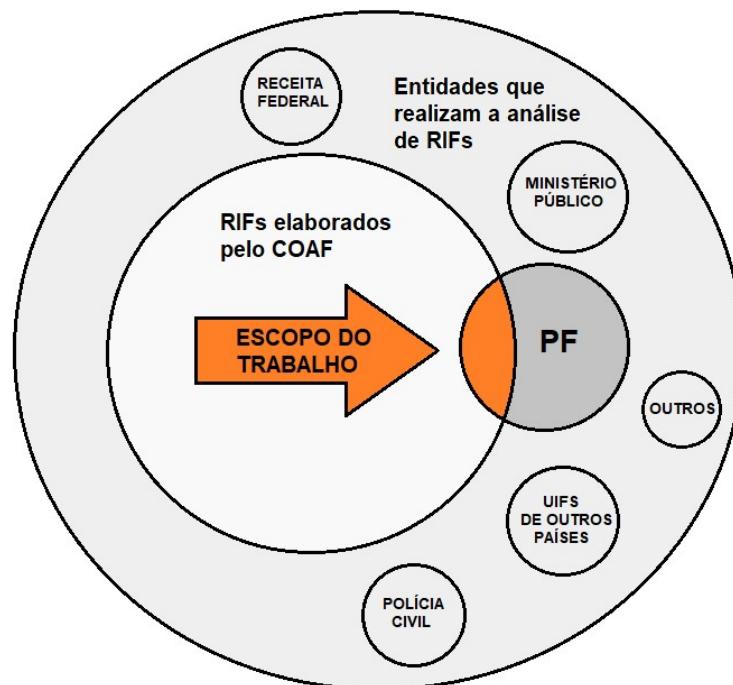 RECEITA
FEDERAL
Entidades que
realizam a análise
de RIFs
MINISTÉRIO
PÚBLICO
RIFs elaborados
pelo COAF
ESCOPO DO
TRABALHO
PF
OUTROS
UIFS
DE OUTROS
PAÍSES
POLÍCIA
CIVIL